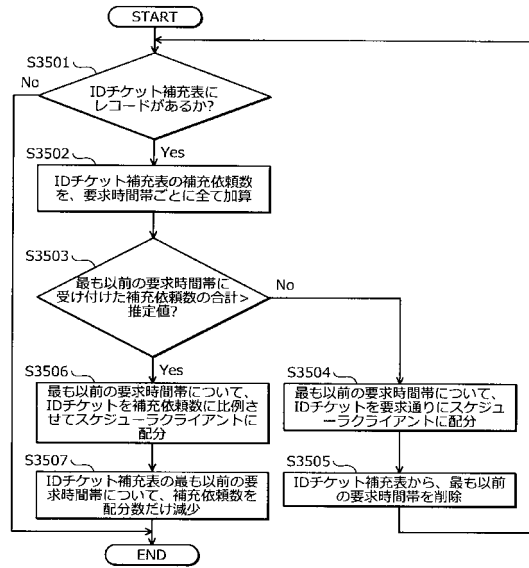 START
S3501
No
IDチケット補充表に
レコードがあるか?
Yes
S3502
IDチケット補充表の補充依頼数
を、要求時間帯ごとに全て加算
S3503
最も以前の要求時間帯に
受け付けた補充依頼数の合計>
推定値?
No
Yes
S3506
最も以前の要求時間帯について、
IDチケットを補充依頼数に比例さ
せてスケジューラクライアントに
配分
S3504
最も以前の要求時間帯について、
IDチケットを要求通りにスケジュ
ーラクライアントに配分
S3507
IDチケット補充表の最も以前の要
求時間帯について、補充依頼数を
配分数だけ減少
S3505
IDチケット補充表から、最も以前
の要求時間帯を削除
END